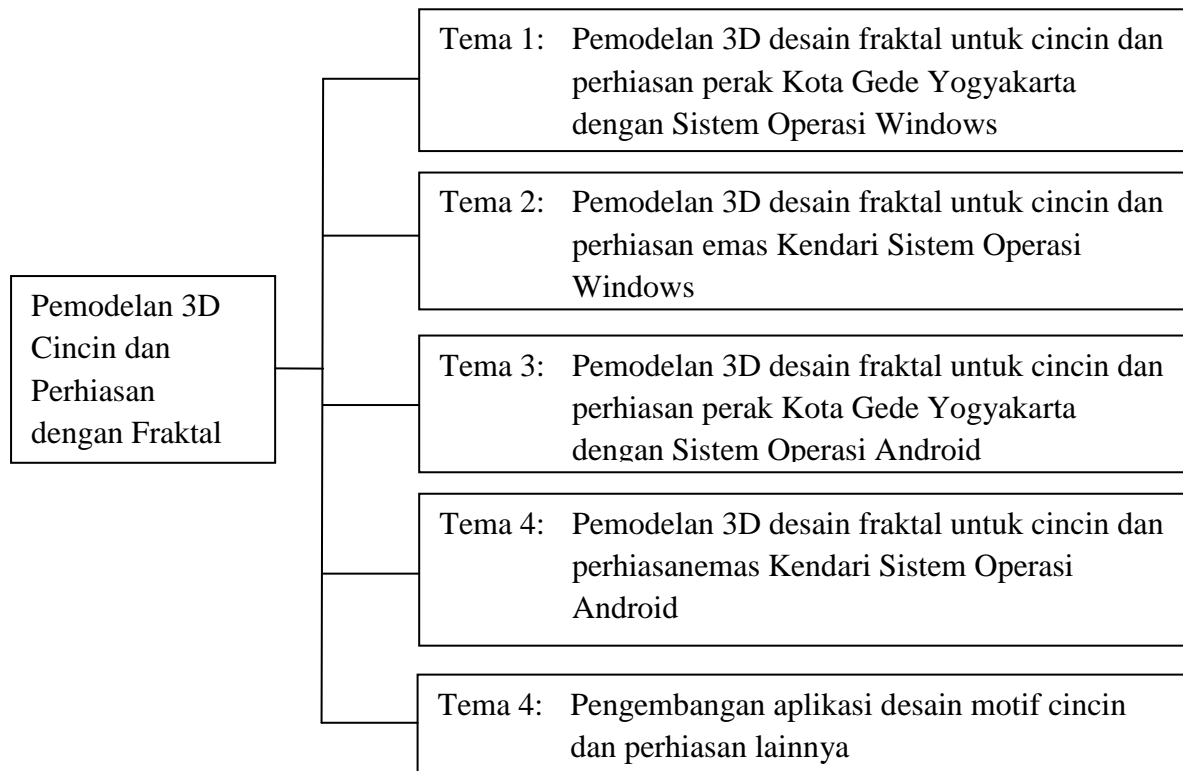 Pemodelan 3D
Cincin dan
Perhiasan
dengan Fraktal
Tema 1: Pemodelan 3D desain fraktal untuk cincin dan
perhiasan perak Kota Gede Yogyakarta
dengan Sistem Operasi Windows
Tema 2: Pemodelan 3D desain fraktal untuk cincin dan
perhiasan emas Kendari Sistem Operasi
Windows
Tema 3: Pemodelan 3D desain fraktal untuk cincin dan
perhiasan perak Kota Gede Yogyakarta
dengan Sistem Operasi Android
Tema 4: Pemodelan 3D desain fraktal untuk cincin dan
perhiasanemas Kendari Sistem Operasi
Android
Tema 4: Pengembangan aplikasi desain motif cincin
dan perhiasan lainnya